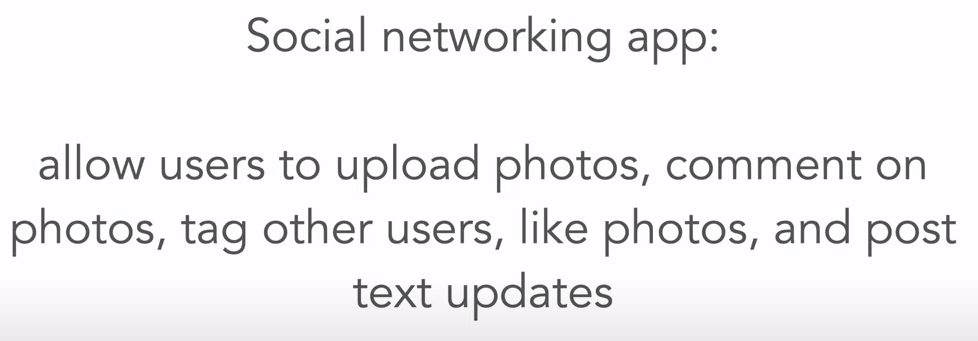 Social networking app:
allow users to upload photos, comment on
photos, tag other users, like photos, and post
text updates